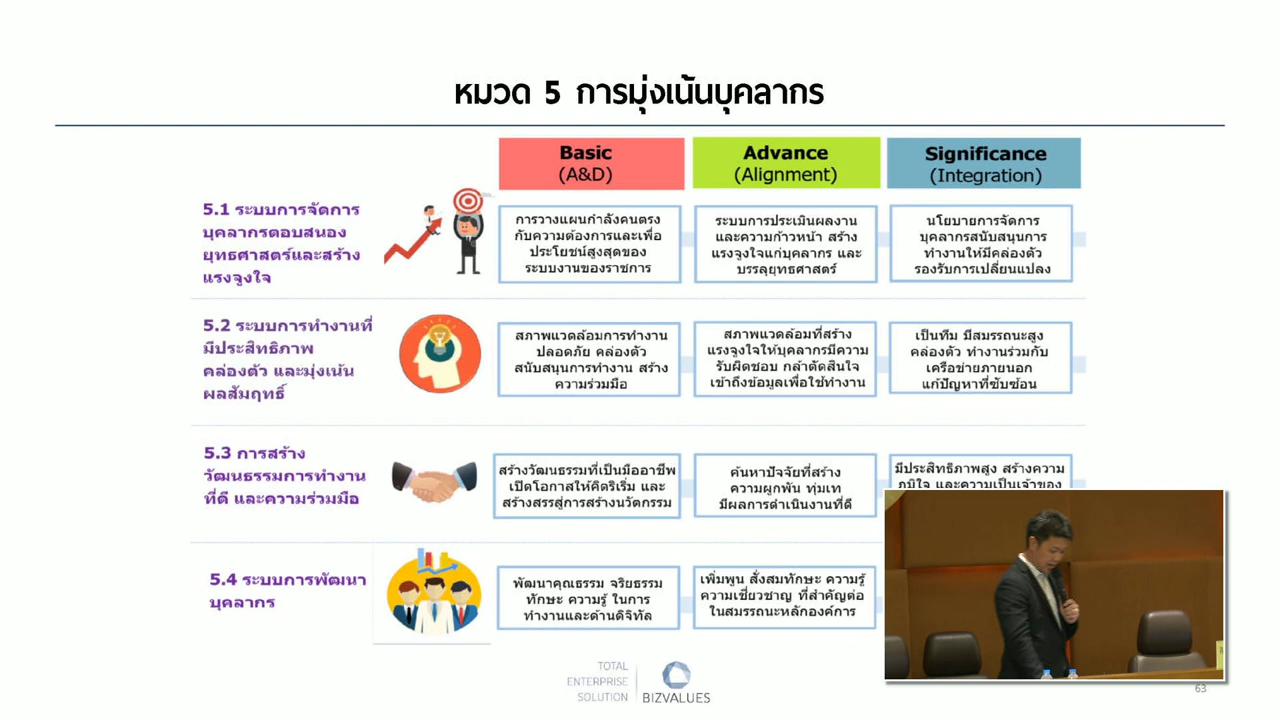 หมวด 5 การมุ่งเน้นบุคลากร
Basic
(A&D)
Advance
(Alignment)
Significance
(Integration)
5.1 ระบบการจัดการ
บุคลากรตอบสนอง
ยุทธศาสตร์และสร้าง
แรงจูงใจ
การวางแผนกำลังคนตรง
กับความต้องการและเพื่อ
ประโยชน์สูงสุดของ
ระบบงานของราชการ
ระบบการประเมินผลงาน
และความก้าวหน้า สร้าง
แรงจูงใจแก่บุคลากร และ
บรรลุยุทธศาสตร์
นโยบายการจัดการ
บุคลากรสนับสนุนการ
ทำงานให้มีคล่องตัว
รองรับการเปลี่ยนแปลง
5.2 ระบบการทำงานที่
มีประสิทธิภาพ
คล่องตัว และมุ่งเน้น
ผลสัมฤทธิ์
สภาพแวดล้อมการทำงาน
ปลอดภัย คล่องตัว
สนับสนุนการทำงาน สร้าง
ความร่วมมือ
สภาพแวดล้อมที่สร้าง
แรงจูงใจให้บุคลากรมีความ
รับผิดชอบ กล้าตัดสินใจ
เข้าถึงข้อมูลเพื่อใช้ทำงาน
เป็นทีม มีสมรรถนะสูง
คล่องตัว ทำงานร่วมกับ
เครือข่ายภายนอก
แก้ปัญหาที่ซับซ้อน
5.3 การสร้าง
วัฒนธรรมการทำงาน
ที่ดี และความร่วมมือ
สร้างวัฒนธรรมที่เป็นมืออาชีพ
เปิดโอกาสให้คิดริเริ่ม และ
สร้างสรรสู่การสร้างนวัตกรรม
ค้นหาปัจจัยที่สร้าง
ความผูกพัน ทุ่มเท
มีผลการดำเนินงานที่ดี
มีประสิทธิภาพสูง สร้างความ
ภูมิใจ และความเป็นเจ้าของ
5.4 ระบบการพัฒนา
บุคลากร
พัฒนาคุณธรรม จริยธรรม
ทักษะ ความรู้ ในการ
ทำงานและด้านดิจิทัล
เพิ่มพูน สั่งสมทักษะ ความรู้
ความเชี่ยวชาญ ที่สำคัญต่อ
ในสมรรถนะหลักองค์การ
TOTAL
ENTERPRISE
SOLUTION
BIZVALUES
63